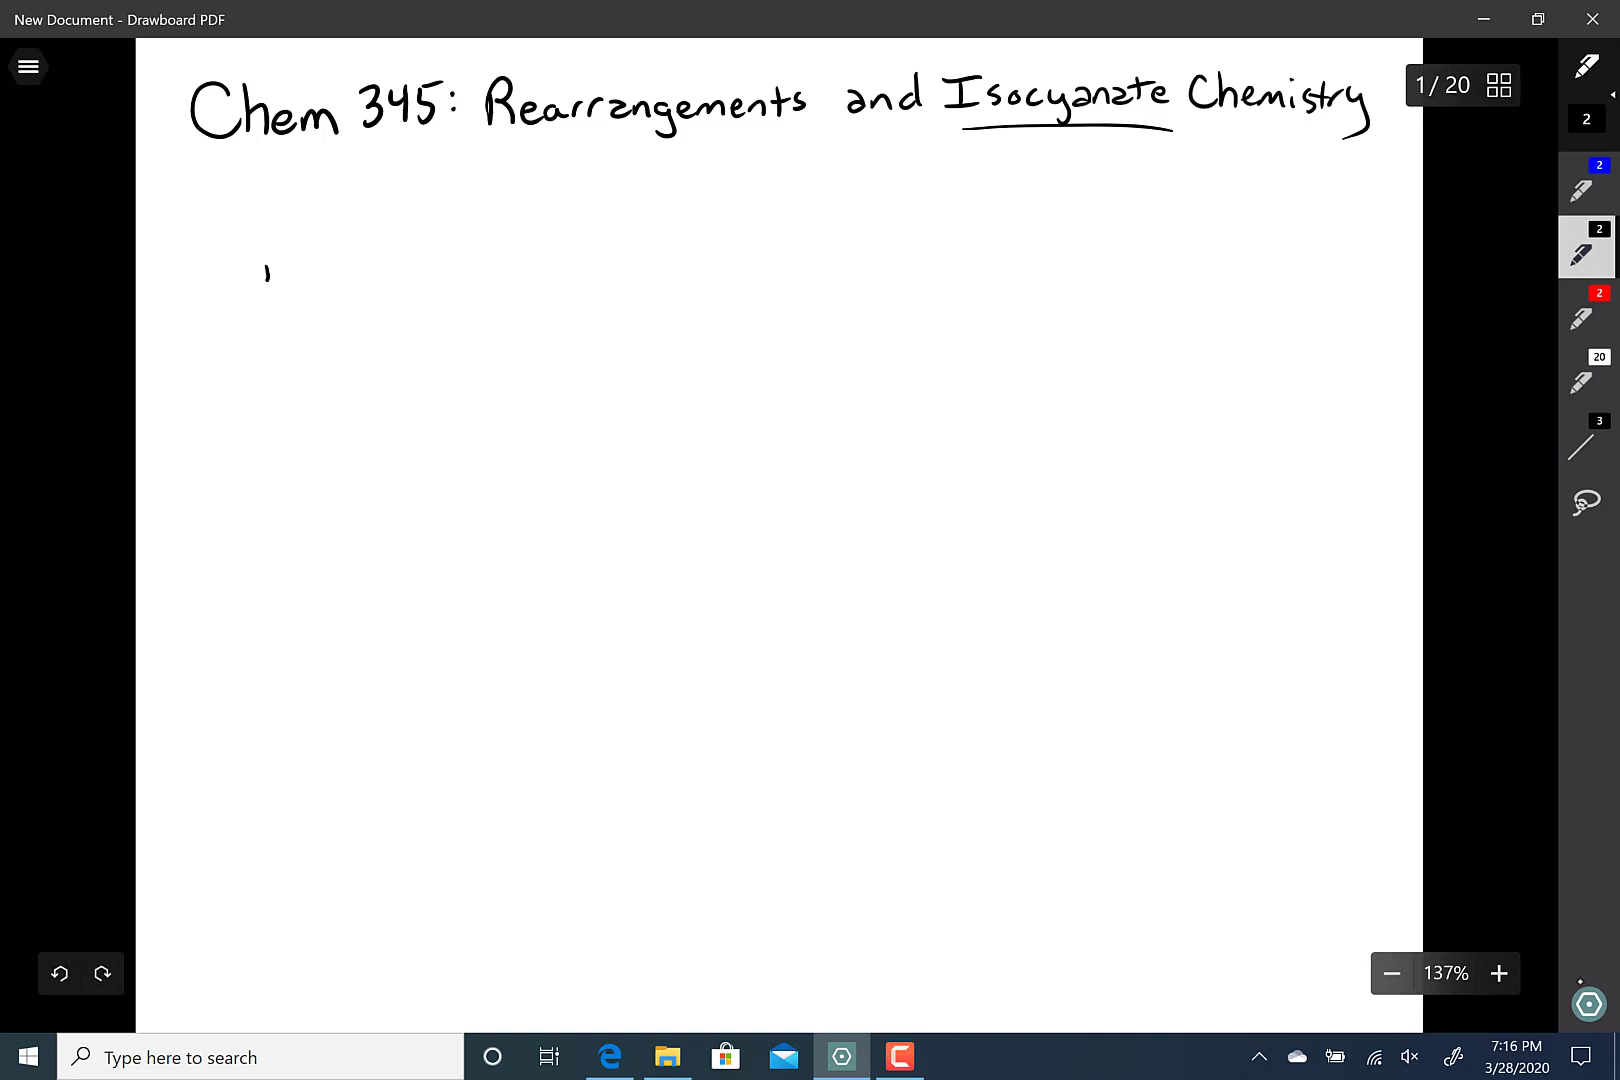 New Document - Drawboard PDF
Chem 345: Rearrangements and Isocyanate Chemistry
1 / 20
2
2
2
2
20
3
137%
Type here to search
7:16 PM
3/28/2020